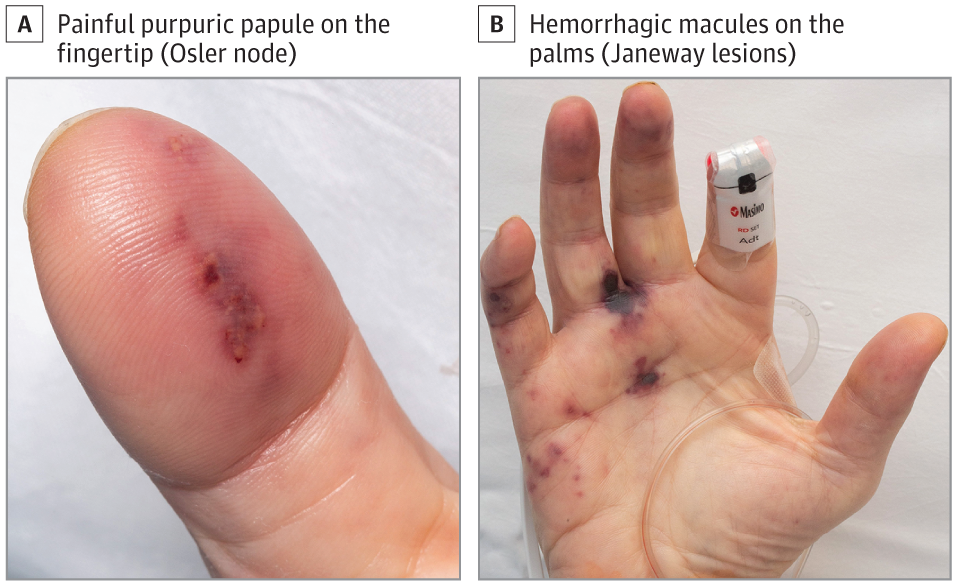 A
Painful purpuric papule on the
fingertip (Osler node)
B
Hemorrhagic macules on the
palms (Janeway lesions)
Masimo
RD SET
Adt